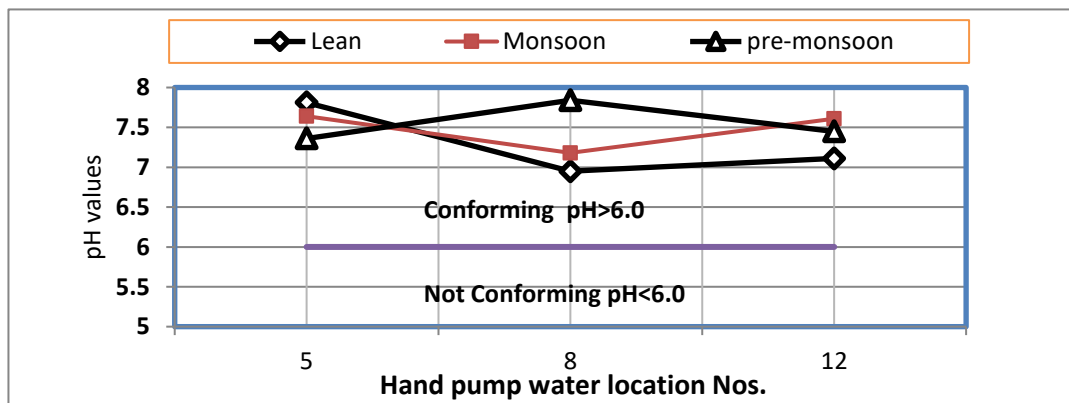 Lean Monsoon pre-monsoon
8
7.5
7
6.5
6
5.5
5
pH values
Conforming pH>6.0
Not Conforming pH<6.0
5 8 12
Hand pump water location Nos.